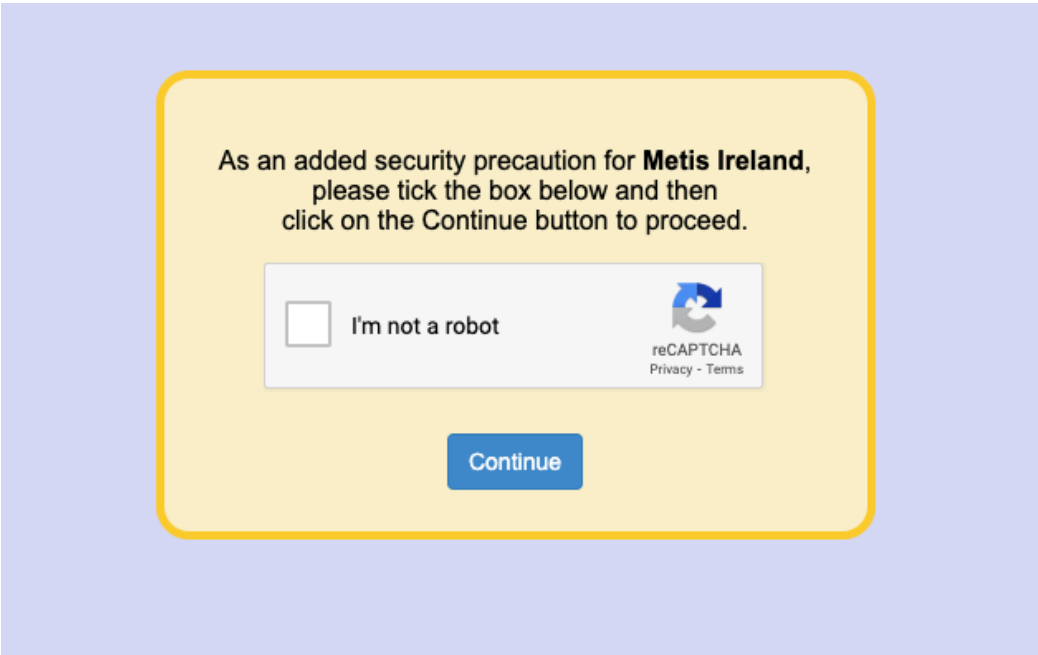 As an added security precaution for Metis Ireland,
please tick the box below and then
click on the Continue button to proceed.
I'm not a robot
reCAPTCHA
Privacy - Terms
Continue